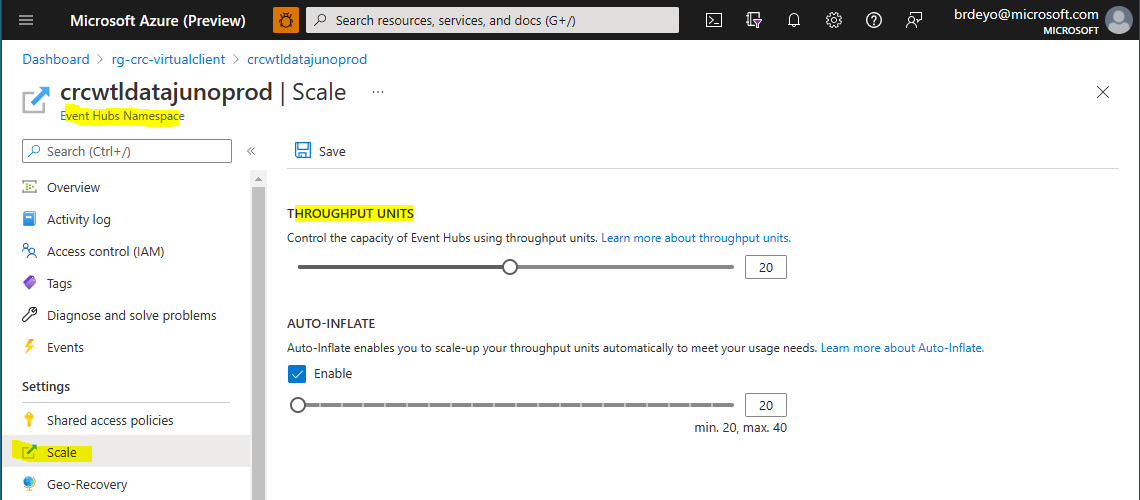 Microsoft Azure (Preview)
Search resources, services, and docs (G+/)
brdeyo@microsoft.com
MICROSOFT
Dashboard > rg-crc-virtualclient > crcwtldatajunoprod
crcwtldatajunoprod | Scale ...
Event Hubs Namespace
Search (Ctrl+/)
«
Save
Overview
Activity log
Access control (IAM)
Tags
Diagnose and solve problems
Events
Settings
Shared access policies
Scale
Geo-Recovery
THROUGHPUT UNITS
Control the capacity of Event Hubs using throughput units. Learn more about throughput units.
20
AUTO-INFLATE
Auto-Inflate enables you to scale-up your throughput units automatically to meet your usage needs. Learn more about Auto-Inflate.
Enable
20
min. 20, max. 40